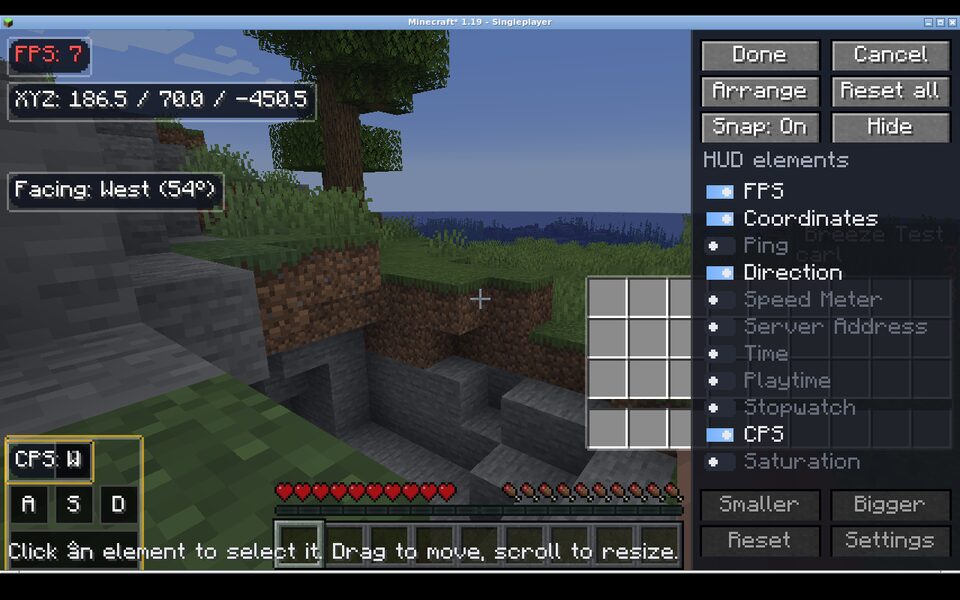 Minecraft* 1.19 - Singleplayer
FPS: 7
XYZ: 186.5 / 70.0 / -450.5
Facing: West (54º)
Done
Cancel
Arrange
Reset all
Snap: On
Hide
HUD elements
FPS
Coordinates
Ping
Direction
Speed Meter
Server Address
Time
Playtime
Stopwatch
CPS
Saturation
Smaller
Bigger
Reset
Settings
CPS: W
A S D
Click an element to select it. Drag to move, scroll to resize.